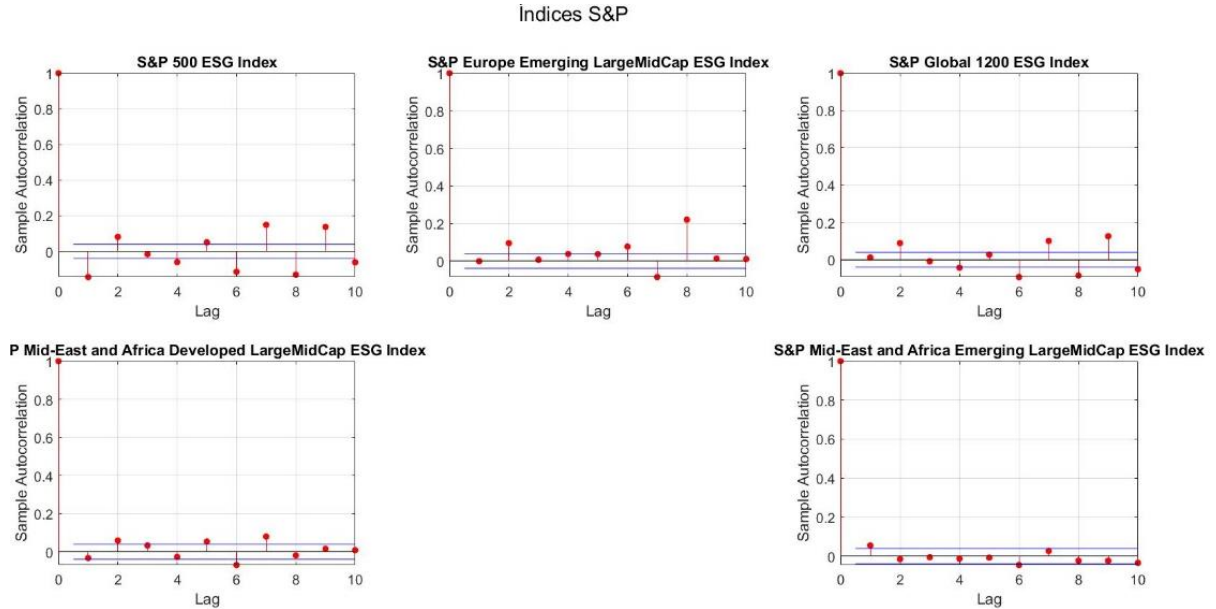 Índices S&P
S&P 500 ESG Index
Sample Autocorrelation
1
0.8
0.6
0.4
0.2
0
0 2 4 6 8 10
Lag
S&P Europe Emerging LargeMidCap ESG Index
Sample Autocorrelation
1
0.8
0.6
0.4
0.2
0
0 2 4 6 8 10
Lag
S&P Global 1200 ESG Index
Sample Autocorrelation
1
0.8
0.6
0.4
0.2
0
0 2 4 6 8 10
Lag
P Mid-East and Africa Developed LargeMidCap ESG Index
Sample Autocorrelation
1
0.8
0.6
0.4
0.2
0
0 2 4 6 8 10
Lag
S&P Mid-East and Africa Emerging LargeMidCap ESG Index
Sample Autocorrelation
1
0.8
0.6
0.4
0.2
0
0 2 4 6 8 10
Lag